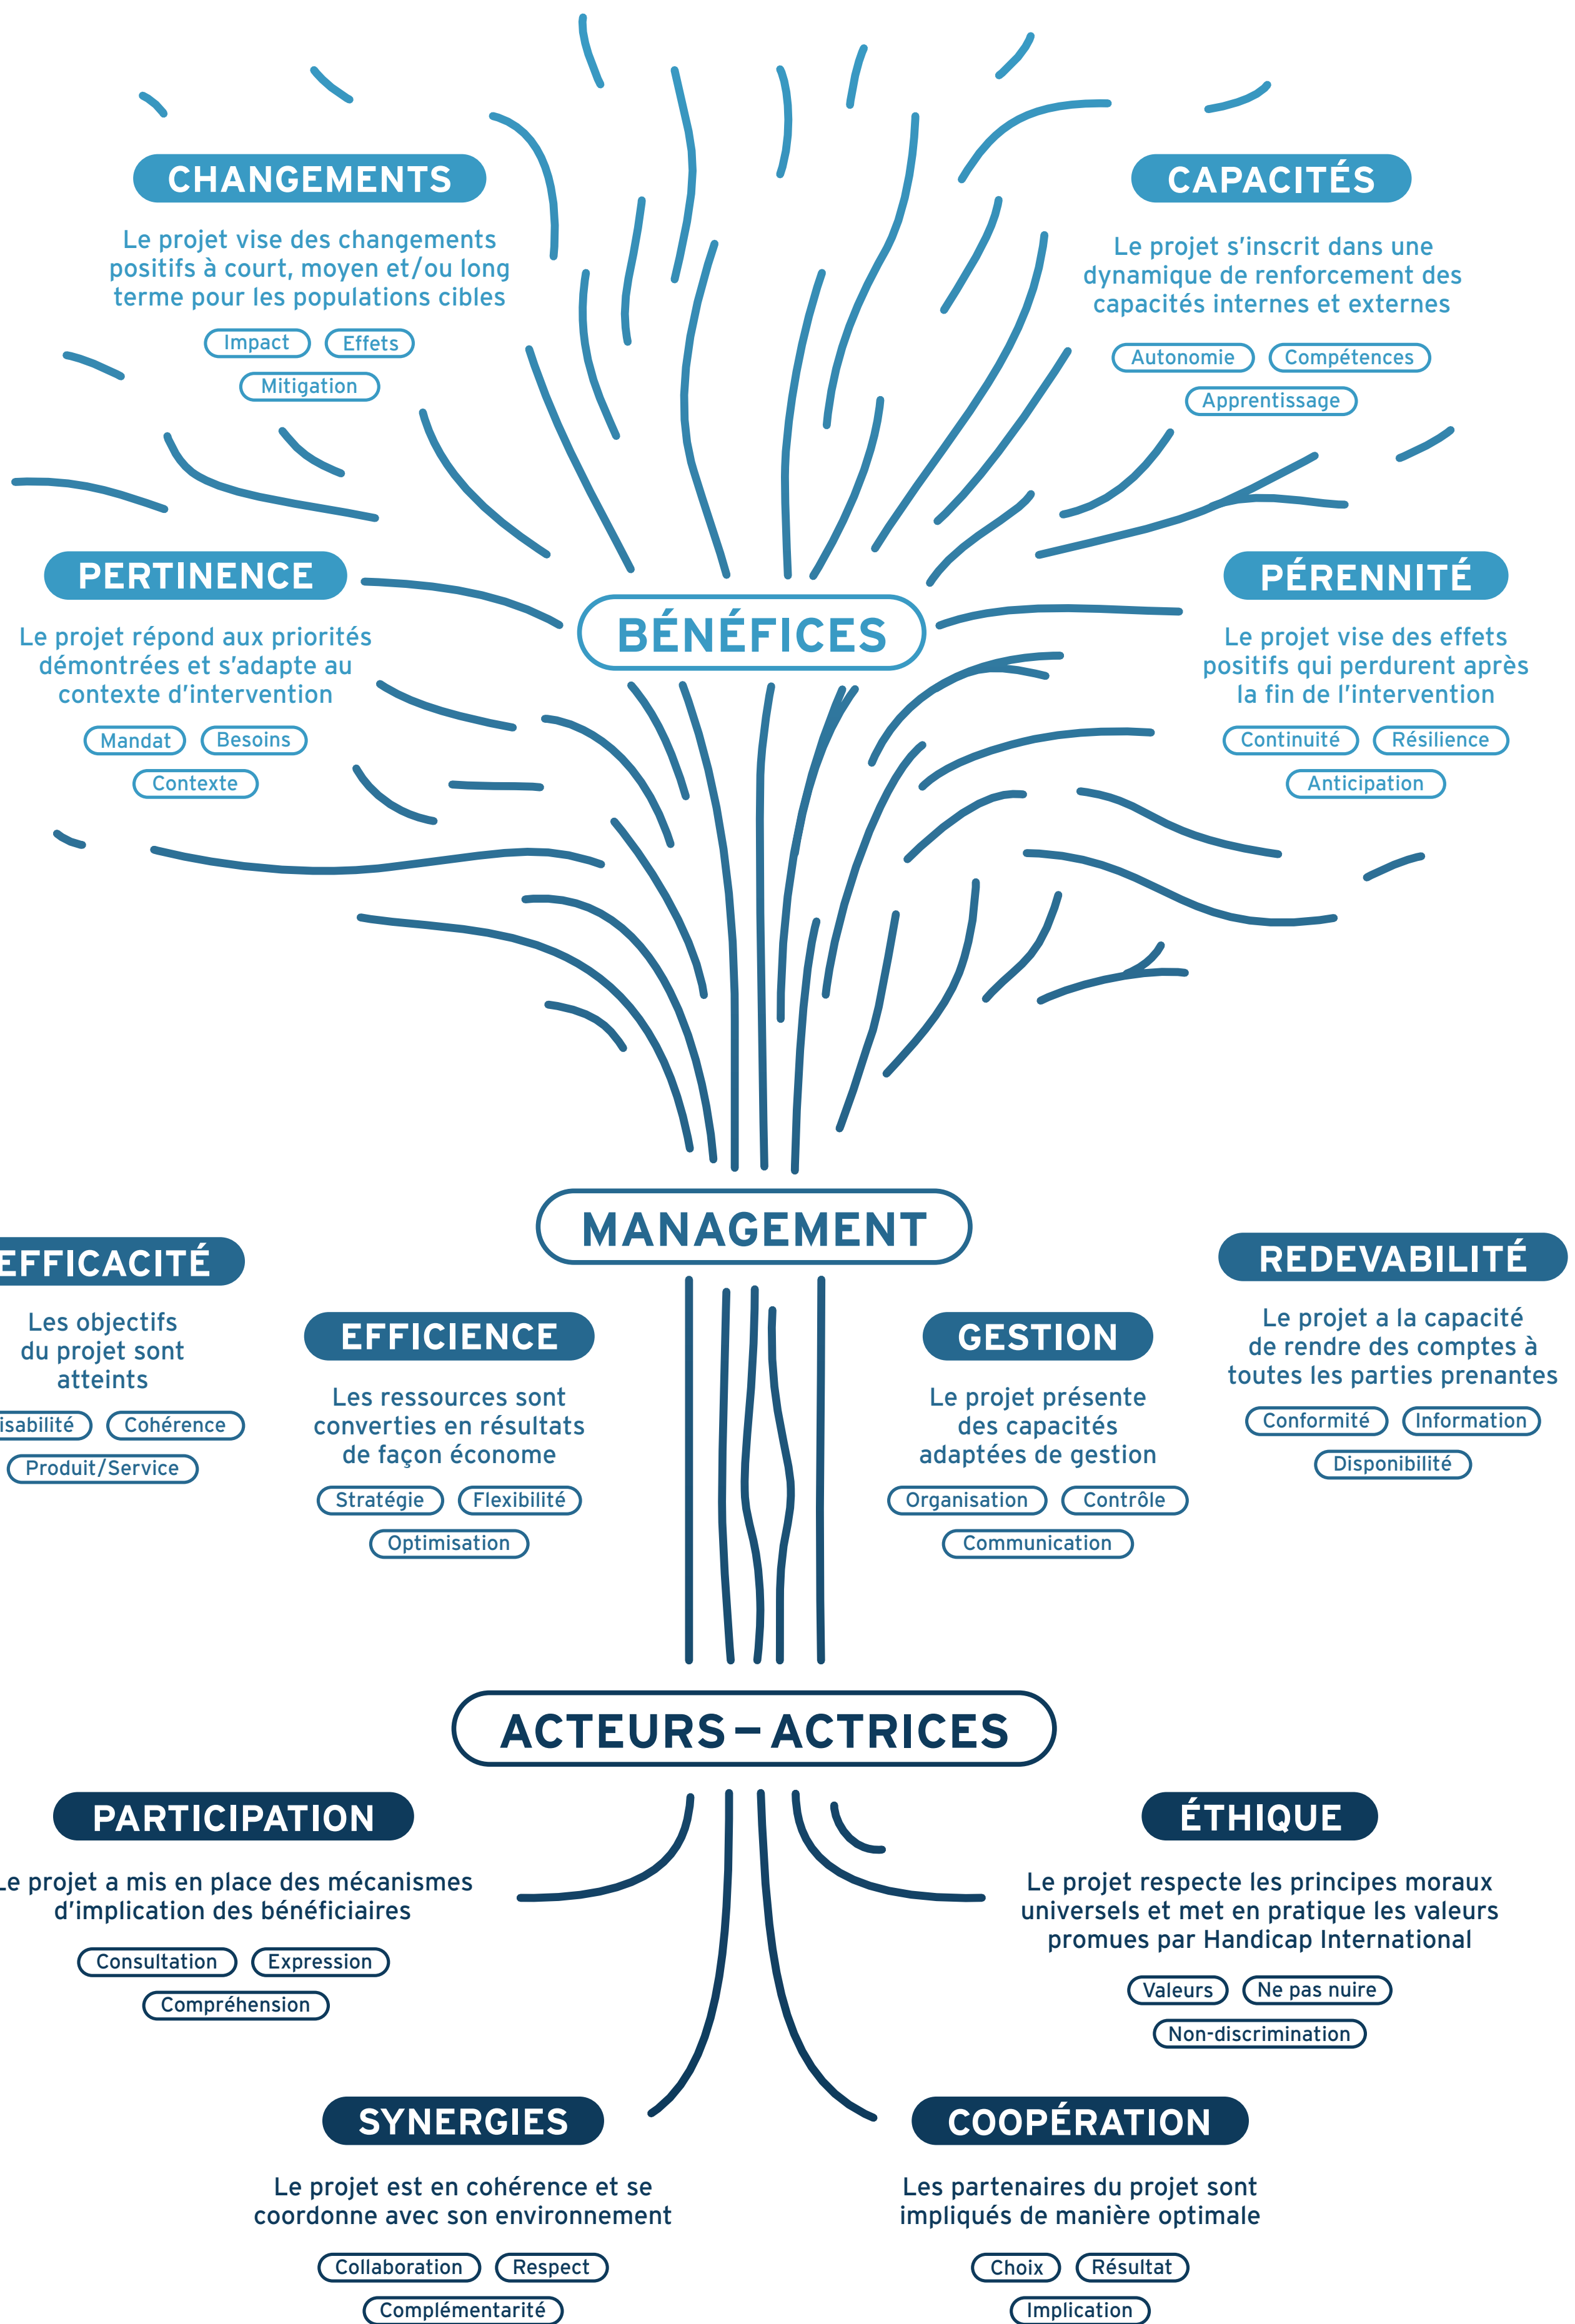 CHANGEMENTS
Le projet vise des changements
positifs à court, moyen et/ou long
terme pour les populations cibles
Impact
Effets
Mitigation
CAPACITÉS
Le projet s’inscrit dans une
dynamique de renforcement des
capacités internes et externes
Autonomie
Compétences
Apprentissage
PERTINENCE
Le projet répond aux priorités
démontrées et s’adapte au
contexte d’intervention
Mandat
Besoins
Contexte
BÉNÉFICES
PÉRENNITÉ
Le projet vise des effets
positifs qui perdurent après
la fin de l’intervention
Continuité
Résilience
Anticipation
MANAGEMENT
EFFICACITÉ
Les objectifs
du projet sont
atteints
isabilité
Cohérence
Produit/Service
EFFICIENCE
Les ressources sont
converties en résultats
de façon économe
Stratégie
Flexibilité
Optimisation
GESTION
Le projet présente
des capacités
adaptées de gestion
Organisation
Contrôle
Communication
REDEVABILITÉ
Le projet a la capacité
de rendre des comptes à
toutes les parties prenantes
Conformité
Information
Disponibilité
ACTEURS – ACTRICES
PARTICIPATION
Le projet a mis en place des mécanismes
d’implication des bénéficiaires
Consultation
Expression
Compréhension
ÉTHIQUE
Le projet respecte les principes moraux
universels et met en pratique les valeurs
promues par Handicap International
Valeurs
Ne pas nuire
Non-discrimination
SYNERGIES
Le projet est en cohérence et se
coordonne avec son environnement
Collaboration
Respect
Complémentarité
COOPÉRATION
Les partenaires du projet sont
impliqués de manière optimale
Choix
Résultat
Implication